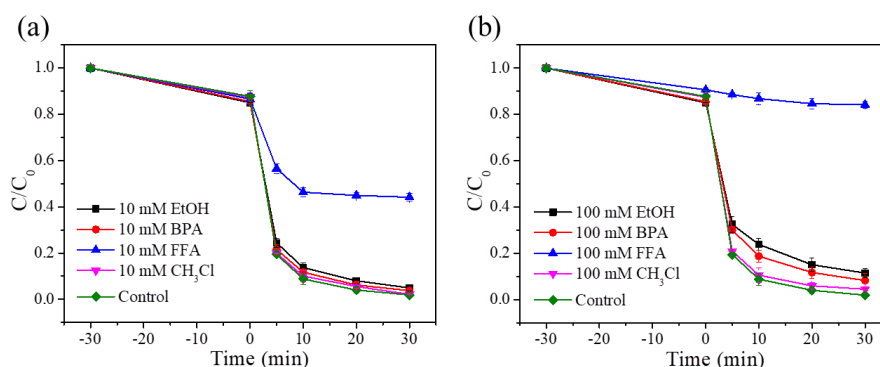 (a)
1.0
0.8
0.6
0.4
0.2
0.0
C/C₀
10 mM EtOH
10 mM BPA
10 mM FFA
10 mM CH₃Cl
Control
-30 -20 -10 0 10 20 30
Time (min)
(b)
1.0
0.8
0.6
0.4
0.2
0.0
C/C₀
100 mM EtOH
100 mM BPA
100 mM FFA
100 mM CH₃Cl
Control
-30 -20 -10 0 10 20 30
Time (min)